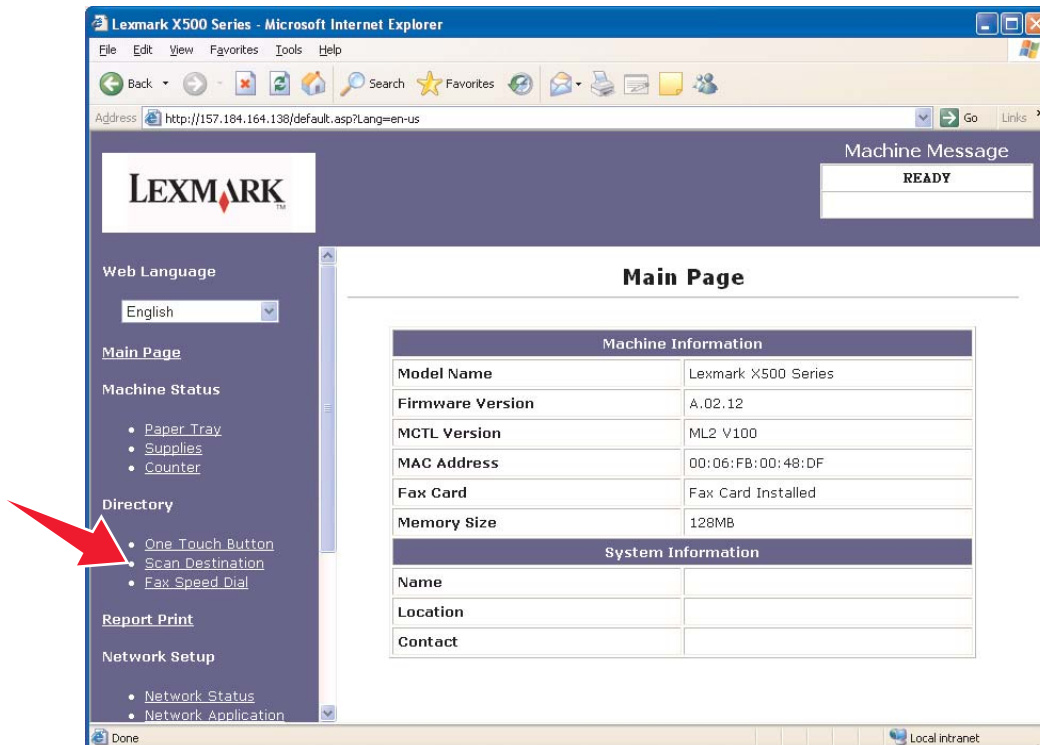 Lexmark X500 Series - Microsoft Internet Explorer
File Edit View Favorites Tools Help
Back Search Favorites
Address http://157.184.164.138/default.asp?Lang=en-us Go Links
LEXMARK TM
Machine Message
READY
Web Language
English
Main Page
Machine Status
Paper Tray
Supplies
Counter
Directory
One Touch Button
Scan Destination
Fax Speed Dial
Report Print
Network Setup
Network Status
Network Application
Main Page
Machine Information
Model Name Lexmark X500 Series
Firmware Version A.02.12
MCTL Version ML2 V100
MAC Address 00:06:FB:00:48:DF
Fax Card Fax Card Installed
Memory Size 128MB
System Information
Name
Location
Contact
Done Local intranet